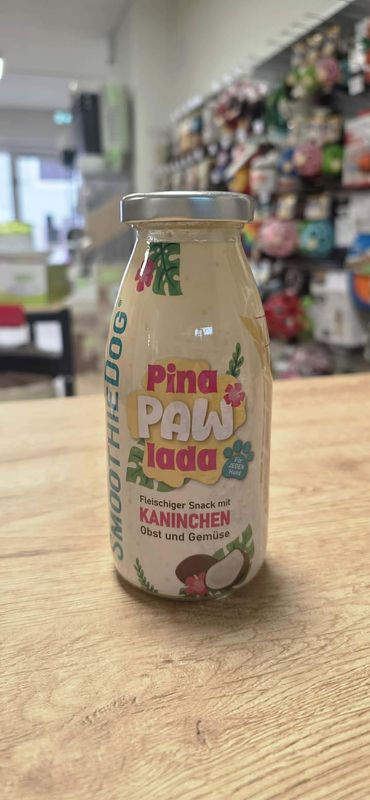 SMOOTHIEDOG
Pina
PAW
lada
Für
JEDEN
Hund
Fleischiger Snack mit
KANINCHEN
Obst und Gemüse